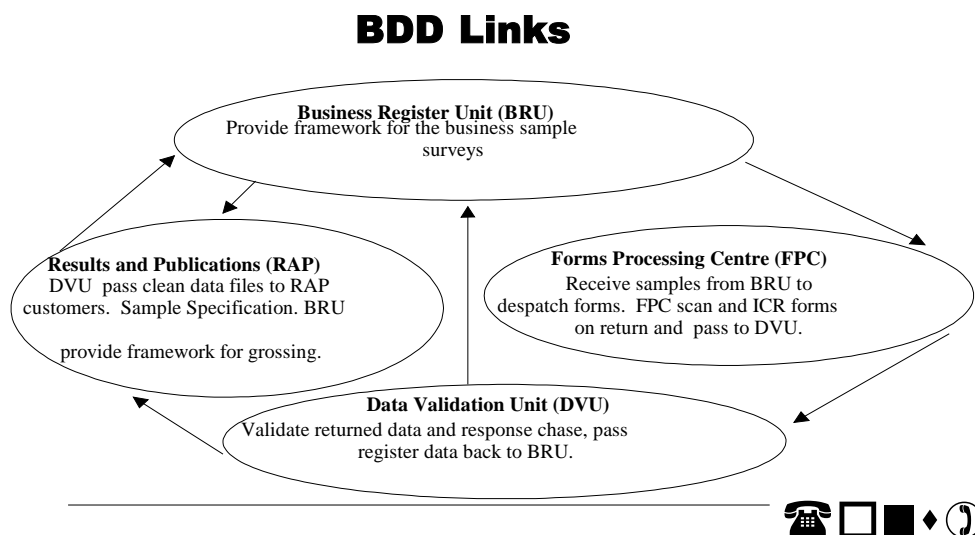 BDD Links
Business Register Unit (BRU)
Provide framework for the business sample
surveys
Results and Publications (RAP)
DVU pass clean data files to RAP
customers. Sample Specification. BRU
provide framework for grossing.
Forms Processing Centre (FPC)
Receive samples from BRU to
despatch forms. FPC scan and ICR forms
on return and pass to DVU.
Data Validation Unit (DVU)
Validate returned data and response chase, pass
register data back to BRU.